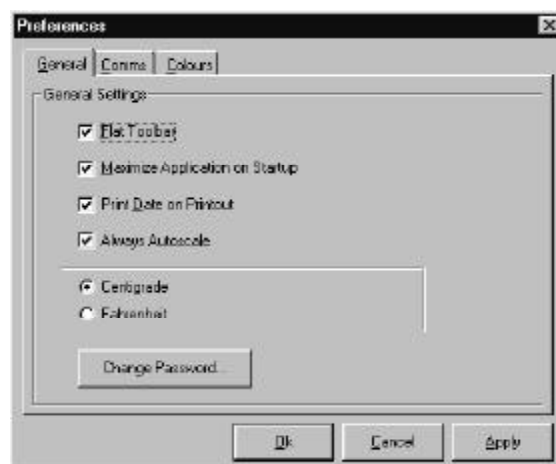 Preferences
General Comms Colours
General Settings
Flat Toolbar
Maximize Application on Startup
Print Date on Printout
Always Autoscale
Centigrade
Fahrenheit
Change Password...
Ok Cancel Apply